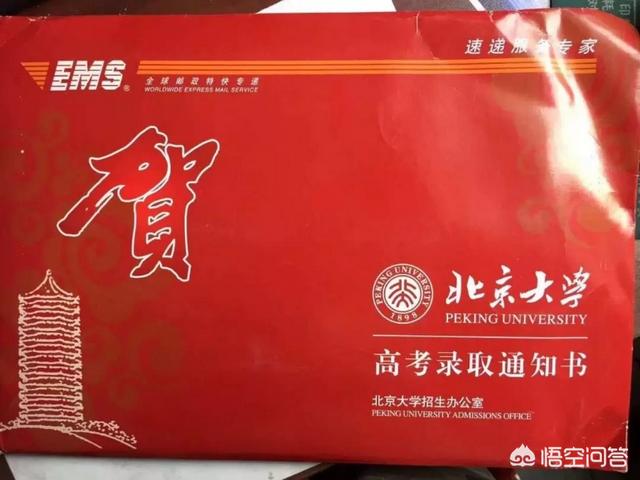 速递服务专家
EMS®
全球邮政特快专递
WORLDWIDE EXPRESS MAIL SERVICE
賀
PEKING UNIVERSITY
1898
北京大学
PEKING UNIVERSITY
高考录取通知书
北京大学招生办公室
PEKING UNIVERSITY ADMISSIONS OFFICE
悟空问答